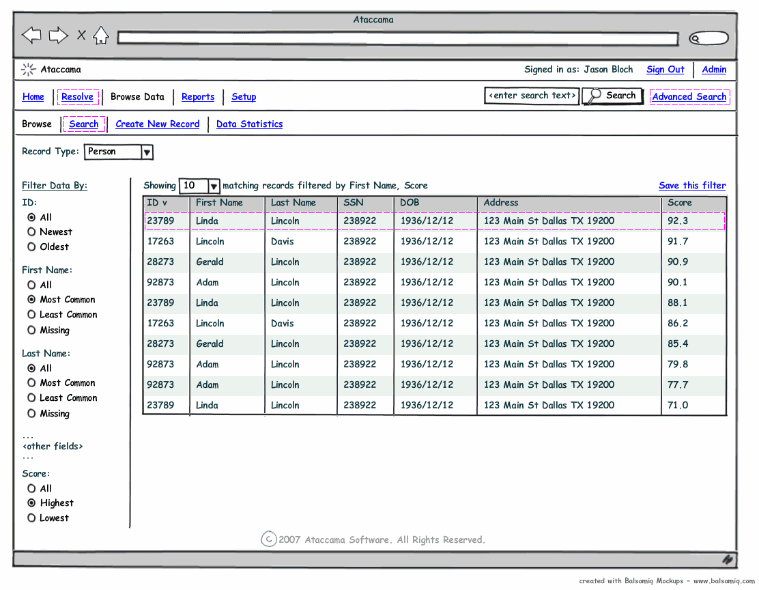 Ataccama
X
Ataccama Signed in as: Jason Bloch Sign Out Admin
Home Resolve Browse Data Reports Setup <enter search text> Search Advanced Search
Browse Search Create New Record Data Statistics
Record Type: Person
Filter Data By: Showing 10 matching records filtered by First Name, Score Save this filter
ID:
All
Newest
Oldest
First Name:
All
Most Common
Least Common
Missing
Last Name:
All
Most Common
Least Common
Missing
...
<other fields>
...
Score:
All
Highest
Lowest
ID v First Name Last Name SSN DOB Address Score
23789 Linda Lincoln 238922 1936/12/12 123 Main St Dallas TX 19200 92.3
17263 Lincoln Davis 238922 1936/12/12 123 Main St Dallas TX 19200 91.7
28273 Gerald Lincoln 238922 1936/12/12 123 Main St Dallas TX 19200 90.9
92873 Adam Lincoln 238922 1936/12/12 123 Main St Dallas TX 19200 90.1
23789 Linda Lincoln 238922 1936/12/12 123 Main St Dallas TX 19200 88.1
17263 Lincoln Davis 238922 1936/12/12 123 Main St Dallas TX 19200 86.2
28273 Gerald Lincoln 238922 1936/12/12 123 Main St Dallas TX 19200 85.4
92873 Adam Lincoln 238922 1936/12/12 123 Main St Dallas TX 19200 79.8
92873 Adam Lincoln 238922 1936/12/12 123 Main St Dallas TX 19200 77.7
23789 Linda Lincoln 238922 1936/12/12 123 Main St Dallas TX 19200 71.0
© 2007 Ataccama Software. All Rights Reserved.
created with Balsamiq Mockups - www.balsamiq.com